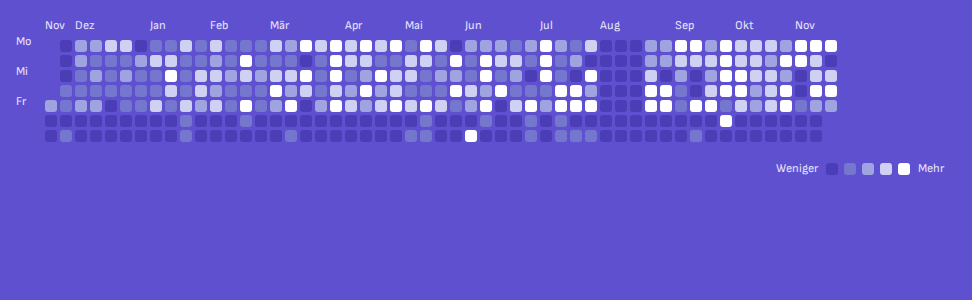 Nov Dez Jan Feb Mär Apr Mai Jun Jul Aug Sep Okt Nov
Mo
Mi
Fr
Weniger Mehr